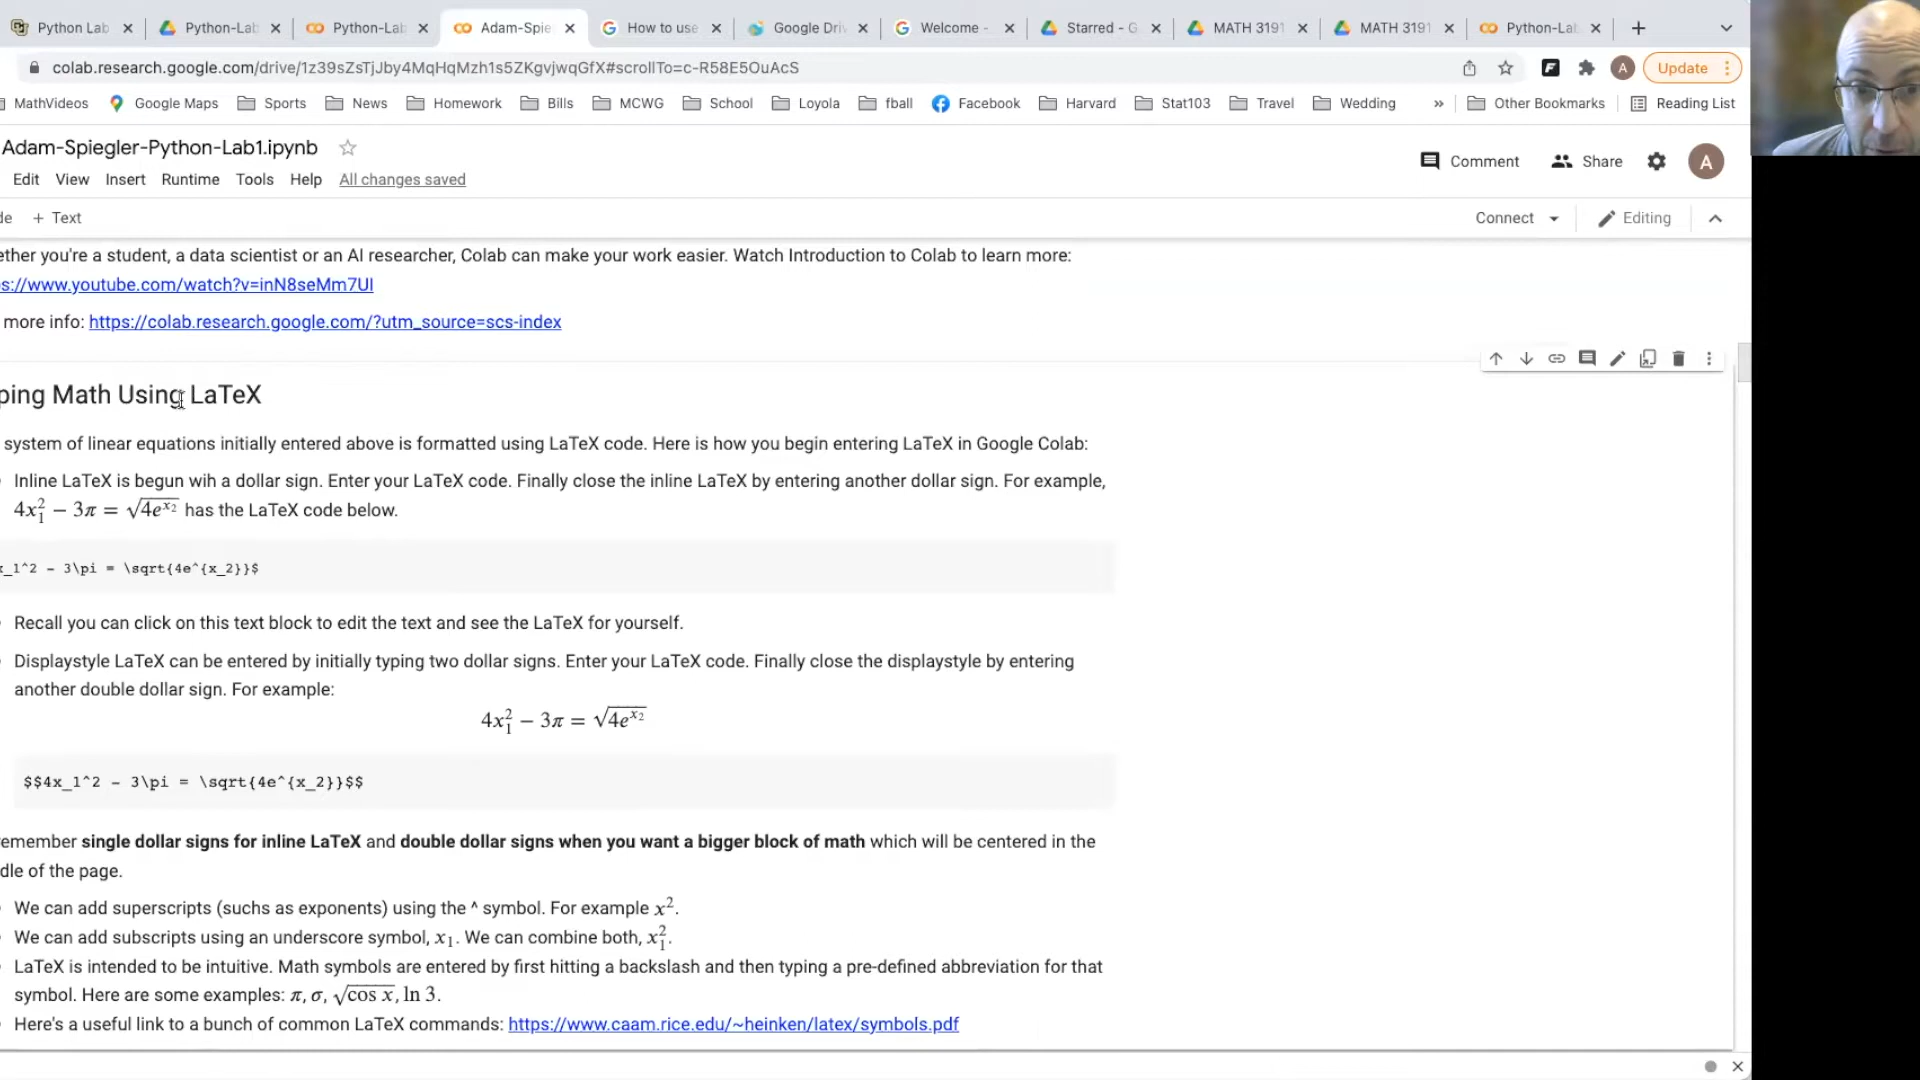 Python Lab
Python-Lab
Python-Lab
Adam-Spie
How to use
Google Driv
Welcome -
Starred - G
MATH 3191
MATH 3191
Python-Lab
colab.research.google.com/drive/1z39sZsTjJby4MqHqMzh1s5ZKgvjwqGfX#scrollTo=c-R58E5OuAcS
A
Update
MathVideos
Google Maps
Sports
News
Homework
Bills
MCWG
School
Loyola
fball
Facebook
Harvard
Stat103
Travel
Wedding
»
Other Bookmarks
Reading List
Adam-Spiegler-Python-Lab1.ipynb
Comment
Share
A
Edit View Insert Runtime Tools Help All changes saved
de + Text
Connect
Editing
ether you're a student, a data scientist or an AI researcher, Colab can make your work easier. Watch Introduction to Colab to learn more:
s://www.youtube.com/watch?v=inN8seMm7UI
more info: https://colab.research.google.com/?utm_source=scs-index
ping Math Using LaTeX
system of linear equations initially entered above is formatted using LaTeX code. Here is how you begin entering LaTeX in Google Colab:
Inline LaTeX is begun wih a dollar sign. Enter your LaTeX code. Finally close the inline LaTeX by entering another dollar sign. For example,
4x₁² − 3π = √(4e^{x₂}) has the LaTeX code below.
x_1^2 - 3\pi = \sqrt{4e^{x_2}}$
Recall you can click on this text block to edit the text and see the LaTeX for yourself.
Displaystyle LaTeX can be entered by initially typing two dollar signs. Enter your LaTeX code. Finally close the displaystyle by entering
another double dollar sign. For example:
4x₁² − 3π = √(4e^{x₂})
$$4x_1^2 - 3\pi = \sqrt{4e^{x_2}}$$
emember single dollar signs for inline LaTeX and double dollar signs when you want a bigger block of math which will be centered in the
dle of the page.
We can add superscripts (suchs as exponents) using the ^ symbol. For example x².
We can add subscripts using an underscore symbol, x₁. We can combine both, x₁².
LaTeX is intended to be intuitive. Math symbols are entered by first hitting a backslash and then typing a pre-defined abbreviation for that
symbol. Here are some examples: π, σ, √(cos x), ln 3.
Here's a useful link to a bunch of common LaTeX commands: https://www.caam.rice.edu/~heinken/latex/symbols.pdf